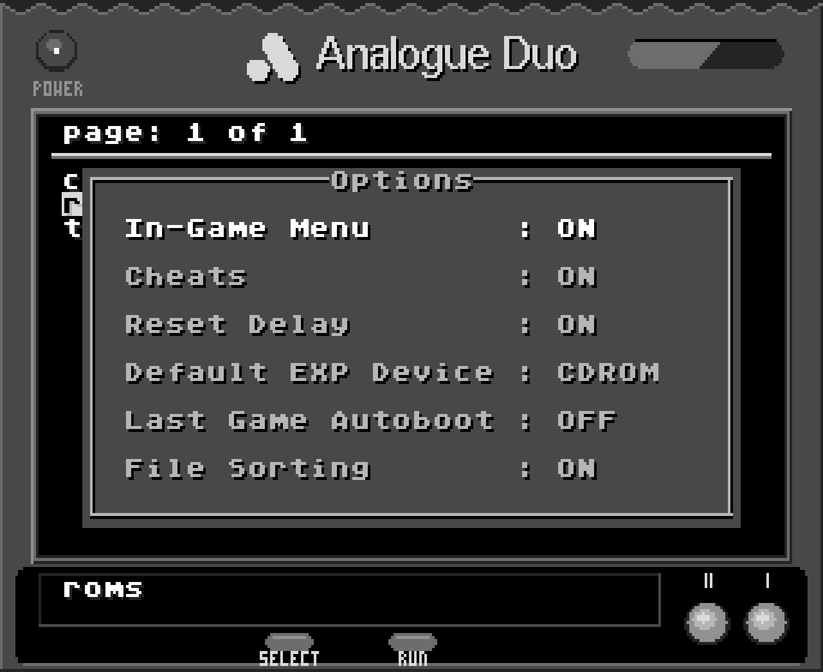 Analogue Duo
POWER
page: 1 of 1
c
Options
r
In-Game Menu : ON
t
Cheats : ON
Reset Delay : ON
Default EXP Device : CDROM
Last Game Autoboot : OFF
File Sorting : ON
roms
II I
SELECT RUN